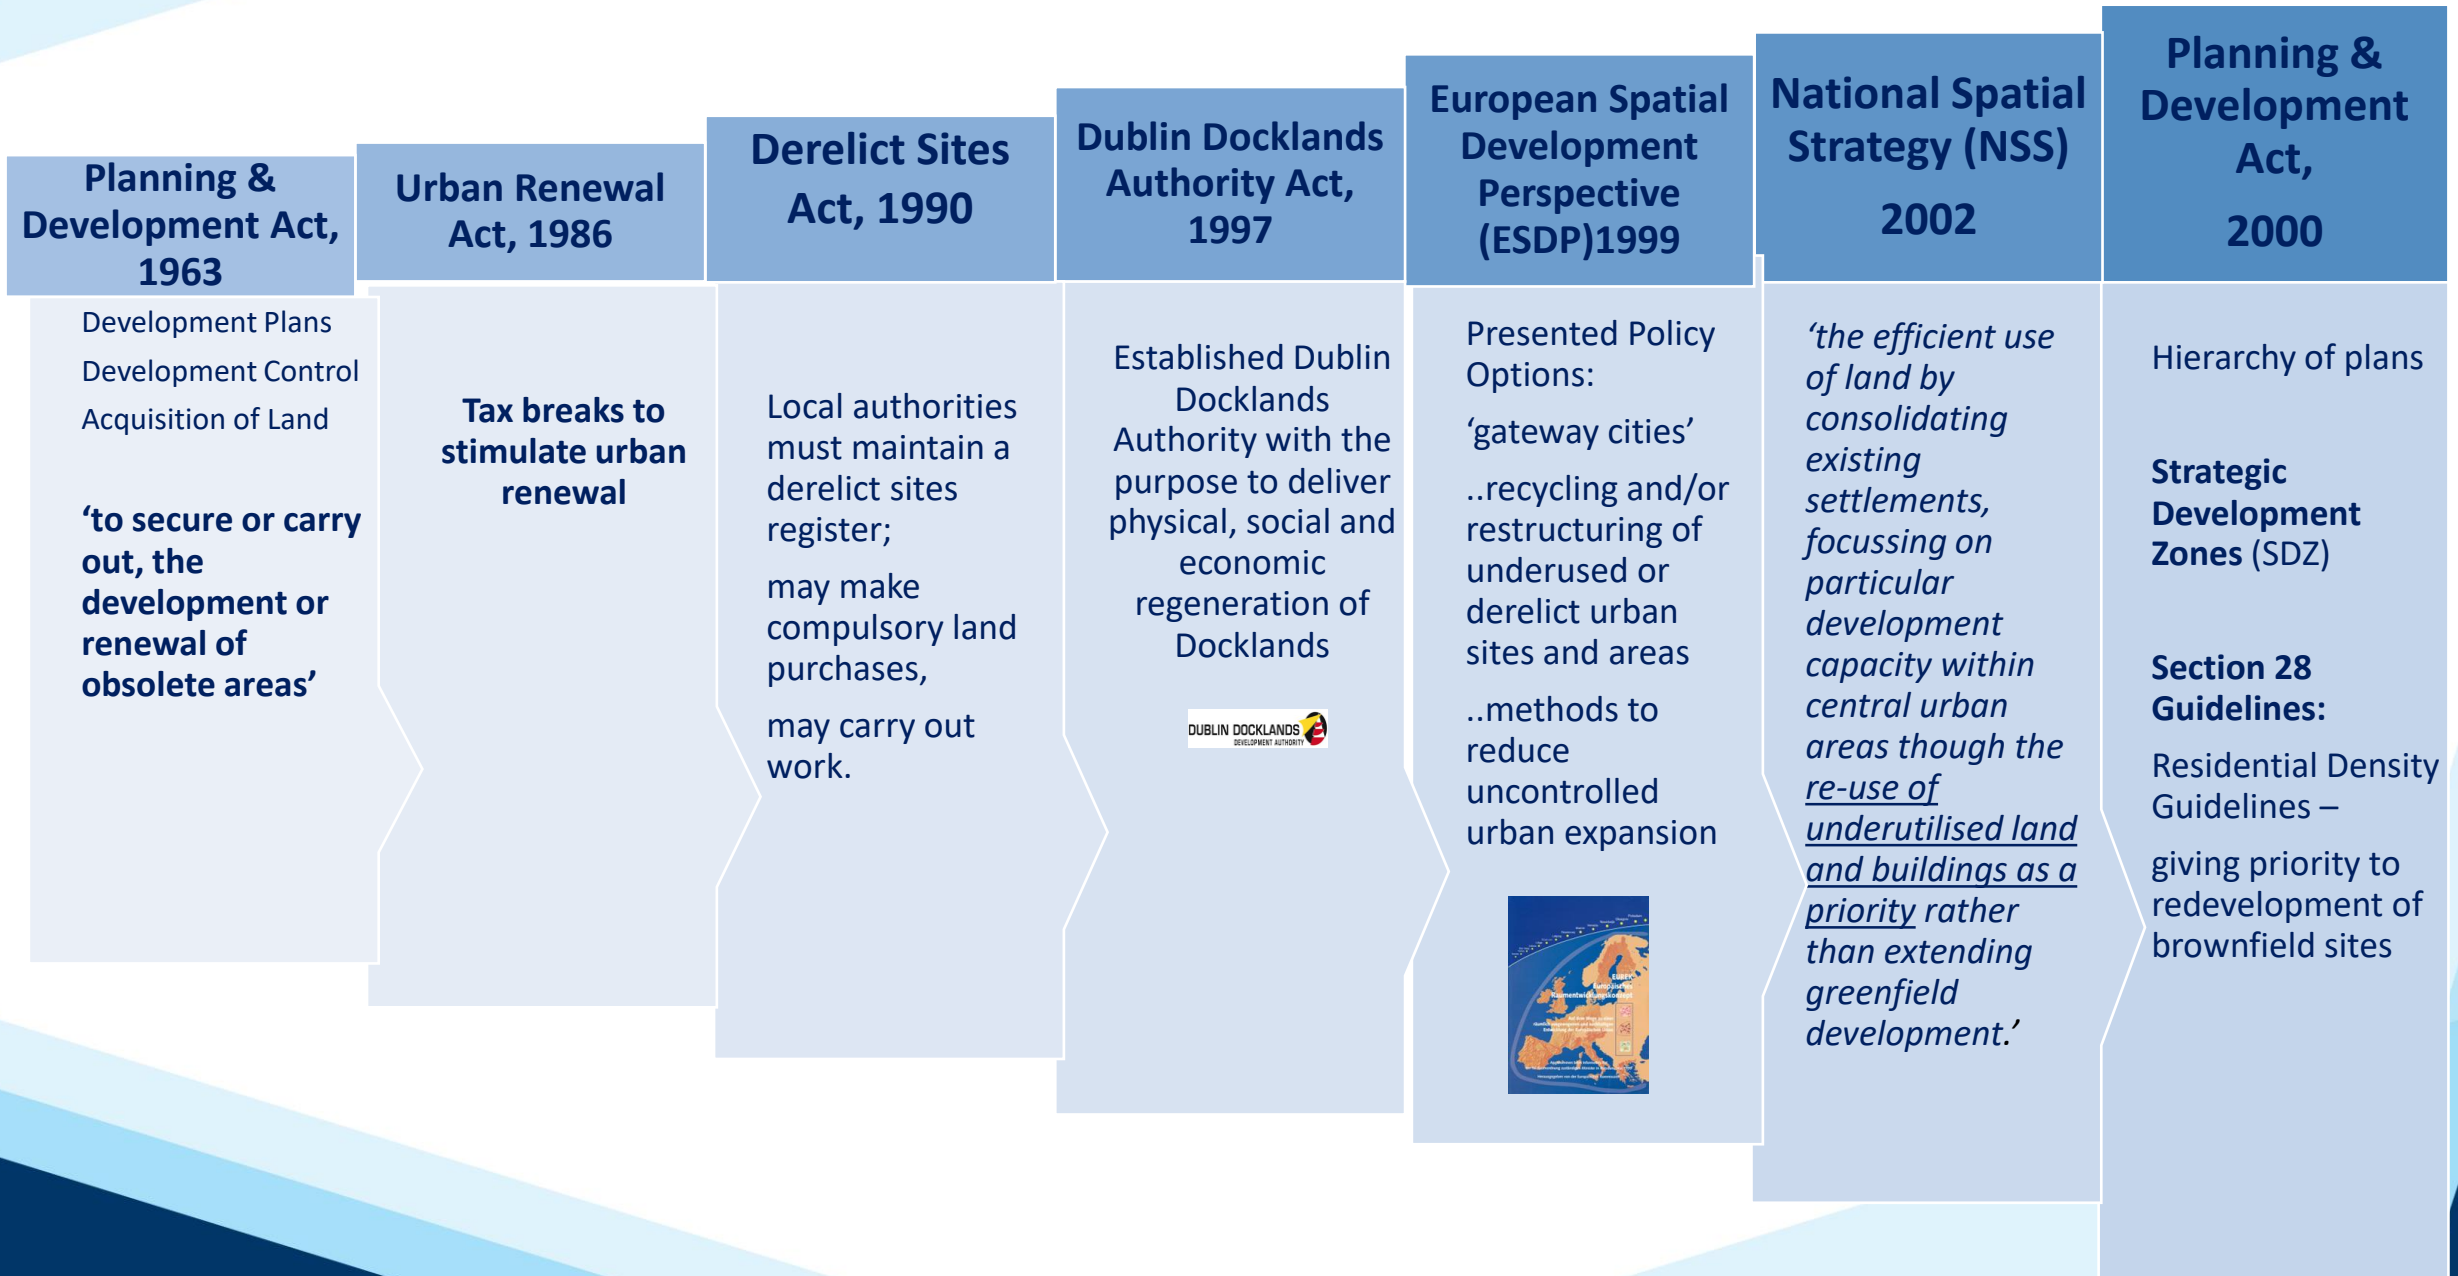 Planning &
Development Act,
1963
Development Plans
Development Control
Acquisition of Land
‘to secure or carry
out, the
development or
renewal of
obsolete areas’
Urban Renewal
Act, 1986
Tax breaks to
stimulate urban
renewal
Derelict Sites
Act, 1990
Local authorities
must maintain a
derelict sites
register;
may make
compulsory land
purchases,
may carry out
work.
Dublin Docklands
Authority Act,
1997
Established Dublin
Docklands
Authority with the
purpose to deliver
physical, social and
economic
regeneration of
Docklands
DUBLIN DOCKLANDS
DEVELOPMENT AUTHORITY
European Spatial
Development
Perspective
(ESDP)1999
Presented Policy
Options:
‘gateway cities’
..recycling and/or
restructuring of
underused or
derelict urban
sites and areas
..methods to
reduce
uncontrolled
urban expansion
EUREK
Europäisches
Raumentwicklungskonzept
National Spatial
Strategy (NSS)
2002
‘the efficient use
of land by
consolidating
existing
settlements,
focussing on
particular
development
capacity within
central urban
areas though the
re-use of
underutilised land
and buildings as a
priority rather
than extending
greenfield
development.’
Planning &
Development
Act,
2000
Hierarchy of plans
Strategic
Development
Zones (SDZ)
Section 28
Guidelines:
Residential Density
Guidelines –
giving priority to
redevelopment of
brownfield sites